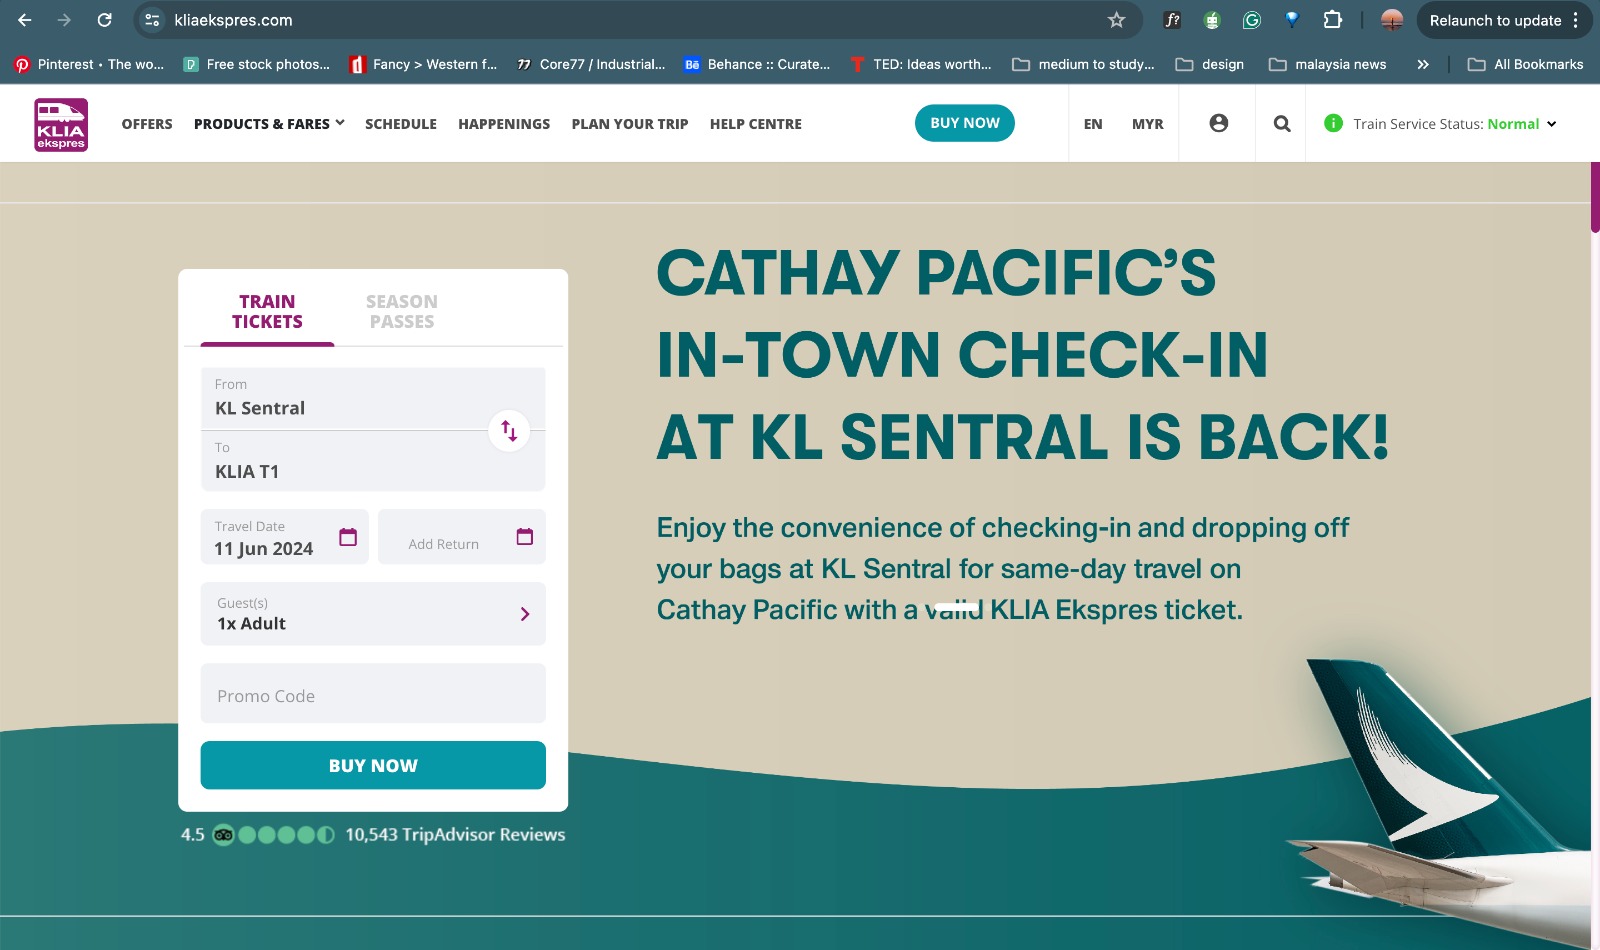 kliaekspres.com
Relaunch to update
Pinterest • The wo...
Free stock photos...
Fancy > Western f...
Core77 / Industrial...
Behance :: Curate...
TED: Ideas worth...
medium to study...
design
malaysia news
All Bookmarks
KLIA
ekspres
OFFERS
PRODUCTS & FARES
SCHEDULE
HAPPENINGS
PLAN YOUR TRIP
HELP CENTRE
BUY NOW
EN
MYR
Train Service Status: Normal
TRAIN
TICKETS
SEASON
PASSES
From
KL Sentral
To
KLIA T1
Travel Date
11 Jun 2024
Add Return
Guest(s)
1x Adult
Promo Code
BUY NOW
4.5
10,543 TripAdvisor Reviews
CATHAY PACIFIC’S
IN-TOWN CHECK-IN
AT KL SENTRAL IS BACK!
Enjoy the convenience of checking-in and dropping off
your bags at KL Sentral for same-day travel on
Cathay Pacific with a valid KLIA Ekspres ticket.